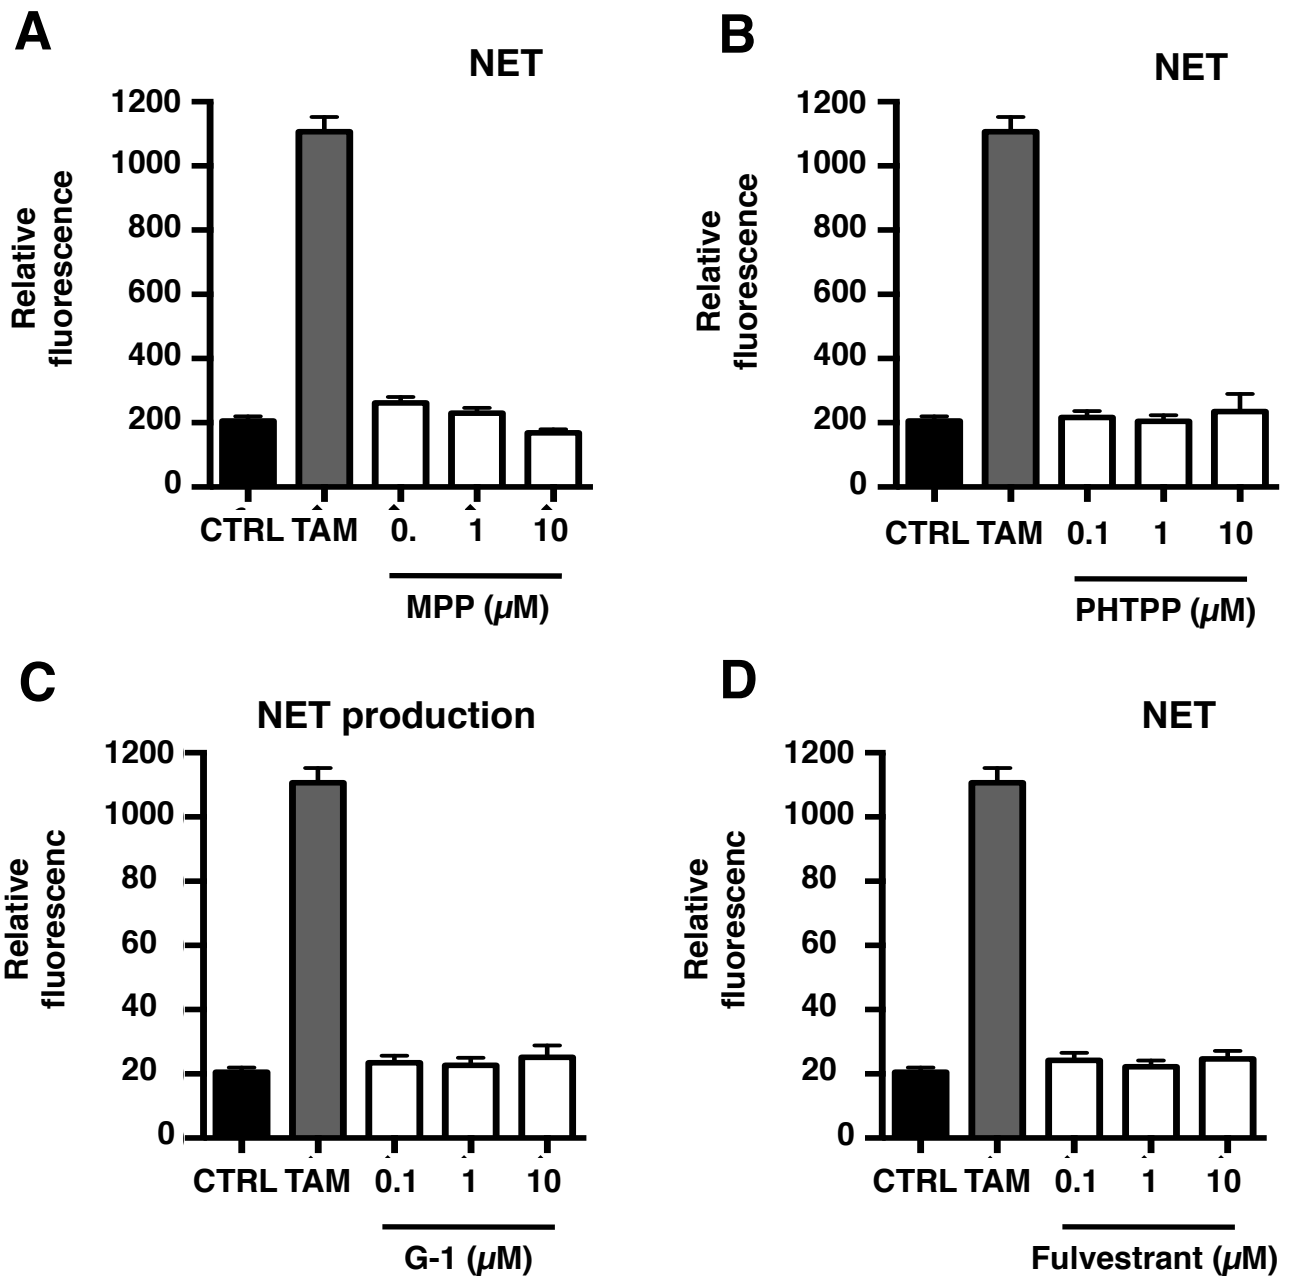 A
NET
1200
1000
800
600
400
200
0
Relative
fluorescence
CTRL TAM 0. 1 10
MPP (µM)
B
NET
1200
1000
800
600
400
200
0
Relative
fluorescence
CTRL TAM 0.1 1 10
PHTPP (µM)
C
NET production
1200
1000
80
60
40
20
0
Relative
fluorescenc
CTRL TAM 0.1 1 10
G-1 (µM)
D
NET
1200
1000
80
60
40
20
0
Relative
fluorescenc
CTRL TAM 0.1 1 10
Fulvestrant (µM)